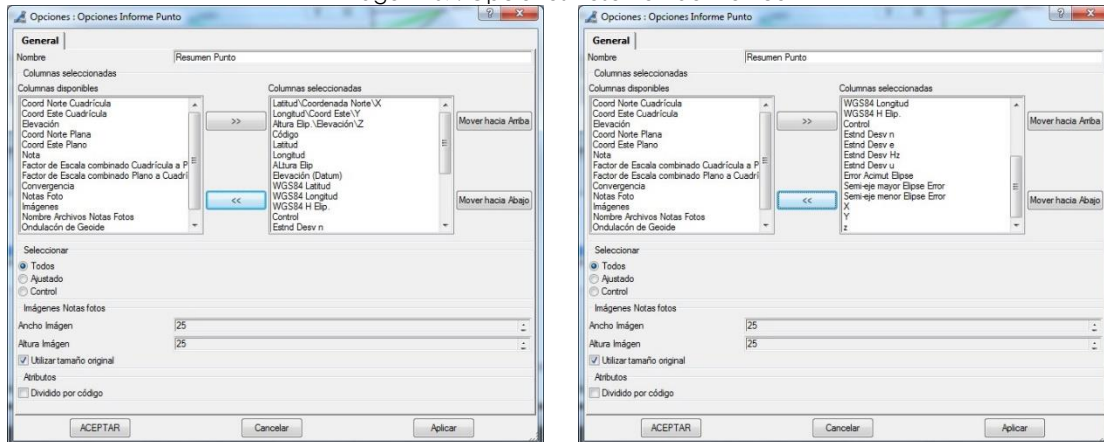 Opciones : Opciones Informe Punto
General
Nombre
Resumen Punto
Columnas seleccionadas
Columnas disponibles
Coord Norte Cuadrícula
Coord Este Cuadrícula
Elevación
Coord Norte Plana
Coord Este Plano
Nota
Factor de Escala combinado Cuadrícula a P
Factor de Escala combinado Plano a Cuadrí
Convergencia
Notas Foto
Imágenes
Nombre Archivos Notas Fotos
Ondulacón de Geoide
>>
<<
Columnas seleccionadas
Latitud\Coordenada Norte\X
Longitud\Coord Este\Y
Altura Elip.\Elevación\Z
Código
Latitud
Longitud
ALtura Elip
Elevación (Datum)
WGS84 Latitud
WGS84 Longitud
WGS84 H Elip.
Control
Estnd Desv n
Mover hacia Arriba
Mover hacia Abajo
Seleccionar
Todos
Ajustado
Control
Imágenes Notas fotos
Ancho Imágen
25
Altura Imágen
25
Utilizar tamaño original
Atributos
Dividido por código
ACEPTAR
Cancelar
Aplicar
Opciones : Opciones Informe Punto
General
Nombre
Resumen Punto
Columnas seleccionadas
Columnas disponibles
Coord Norte Cuadrícula
Coord Este Cuadrícula
Elevación
Coord Norte Plana
Coord Este Plano
Nota
Factor de Escala combinado Cuadrícula a P
Factor de Escala combinado Plano a Cuadrí
Convergencia
Notas Foto
Imágenes
Nombre Archivos Notas Fotos
Ondulacón de Geoide
>>
<<
Columnas seleccionadas
WGS84 Longitud
WGS84 H Elip.
Control
Estnd Desv n
Estnd Desv e
Estnd Desv Hz
Estnd Desv u
Error Acimut Elipse
Semi-eje mayor Elipse Error
Semi-eje menor Elipse Error
X
Y
z
Mover hacia Arriba
Mover hacia Abajo
Seleccionar
Todos
Ajustado
Control
Imágenes Notas fotos
Ancho Imágen
25
Altura Imágen
25
Utilizar tamaño original
Atributos
Dividido por código
ACEPTAR
Cancelar
Aplicar